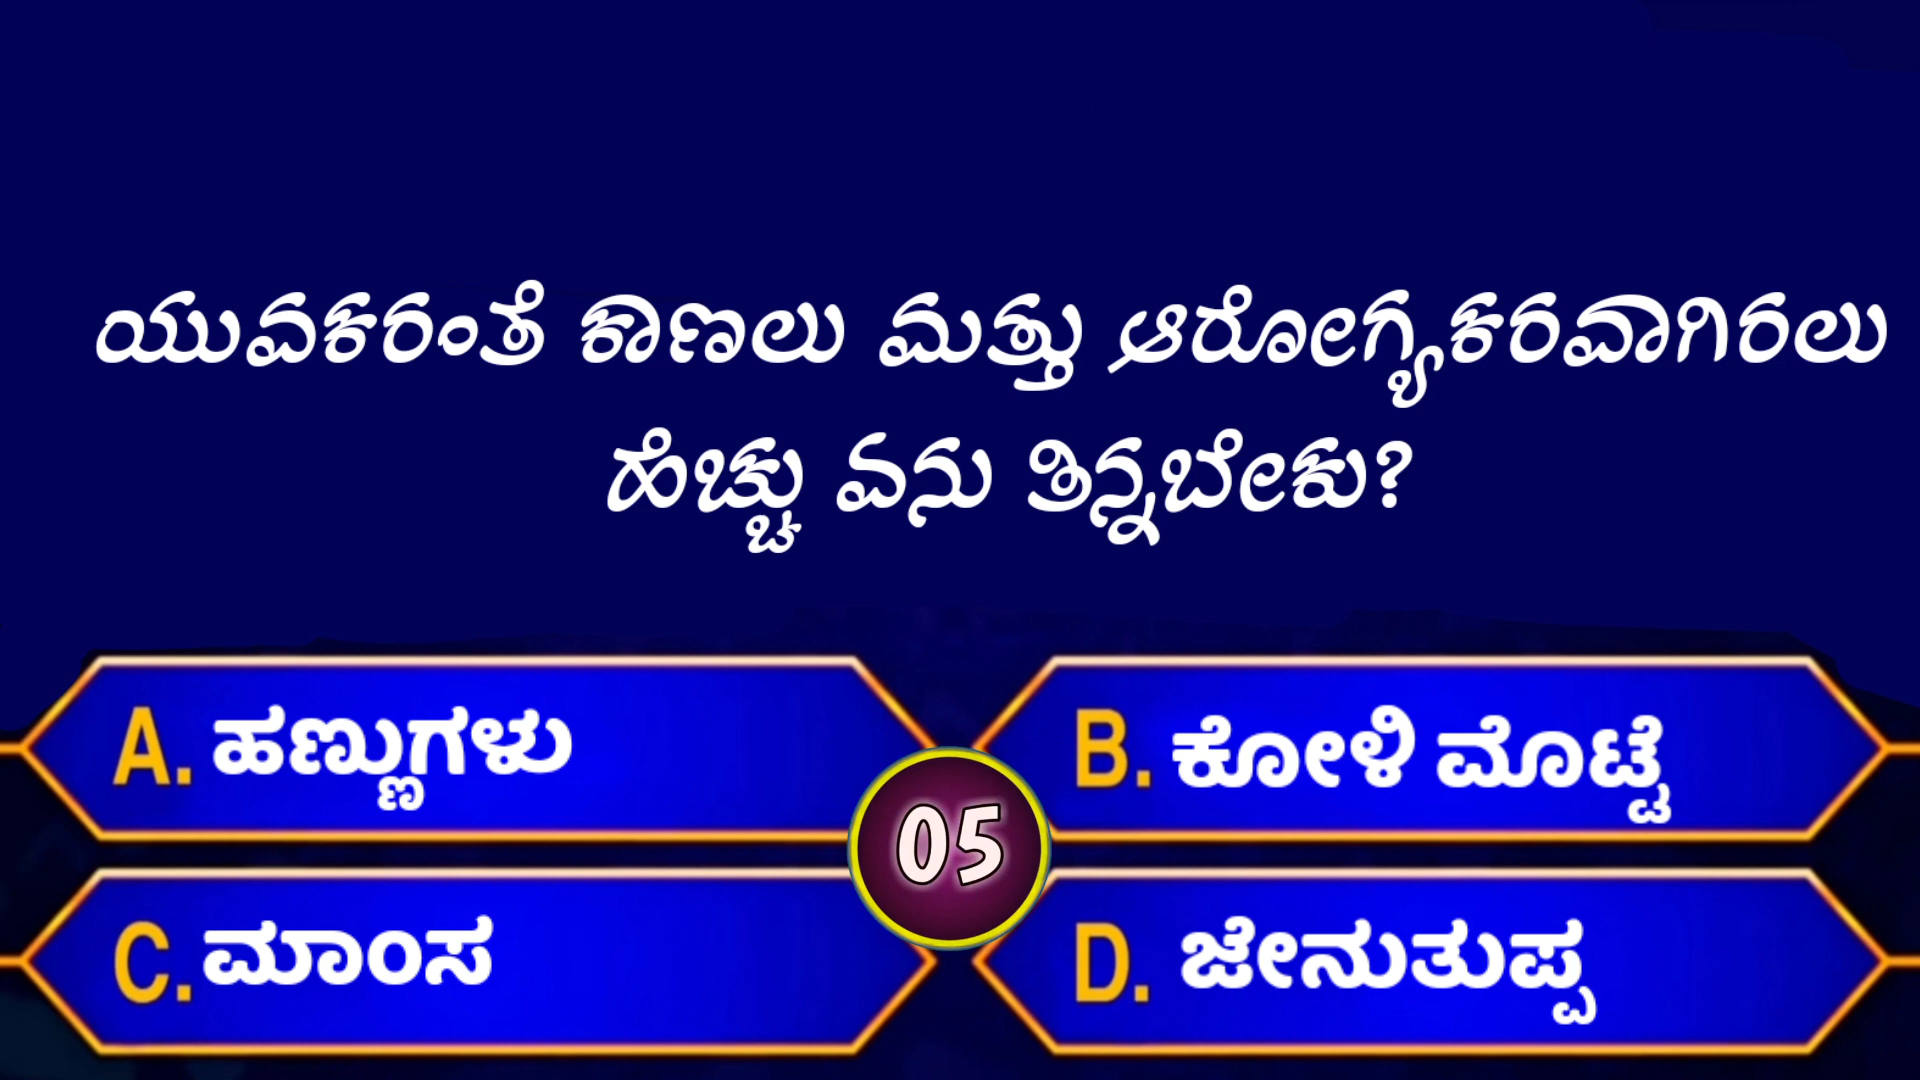 ಯುವಕರಂತೆ ಕಾಣಲು ಮತ್ತು ಆರೋಗ್ಯಕರವಾಗಿರಲು
ಹೆಚ್ಚು ಏನು ತಿನ್ನಬೇಕು?
A. ಹಣ್ಣುಗಳು
B. ಕೋಳಿ ಮೊಟ್ಟೆ
05
C. ಮಾಂಸ
D. ಜೇನುತುಪ್ಪ